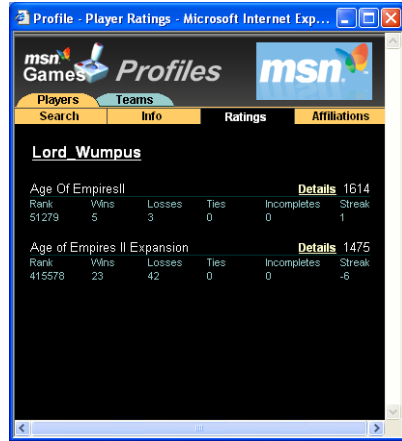 Profile - Player Ratings - Microsoft Internet Exp...
msn Games Profiles msn
Players Teams
Search Info Ratings Affiliations
Lord_Wumpus
Age Of EmpiresII Details 1614
Rank Wins Losses Ties Incompletes Streak
51279 5 3 0 0 1
Age of Empires II Expansion Details 1475
Rank Wins Losses Ties Incompletes Streak
415578 23 42 0 0 -6